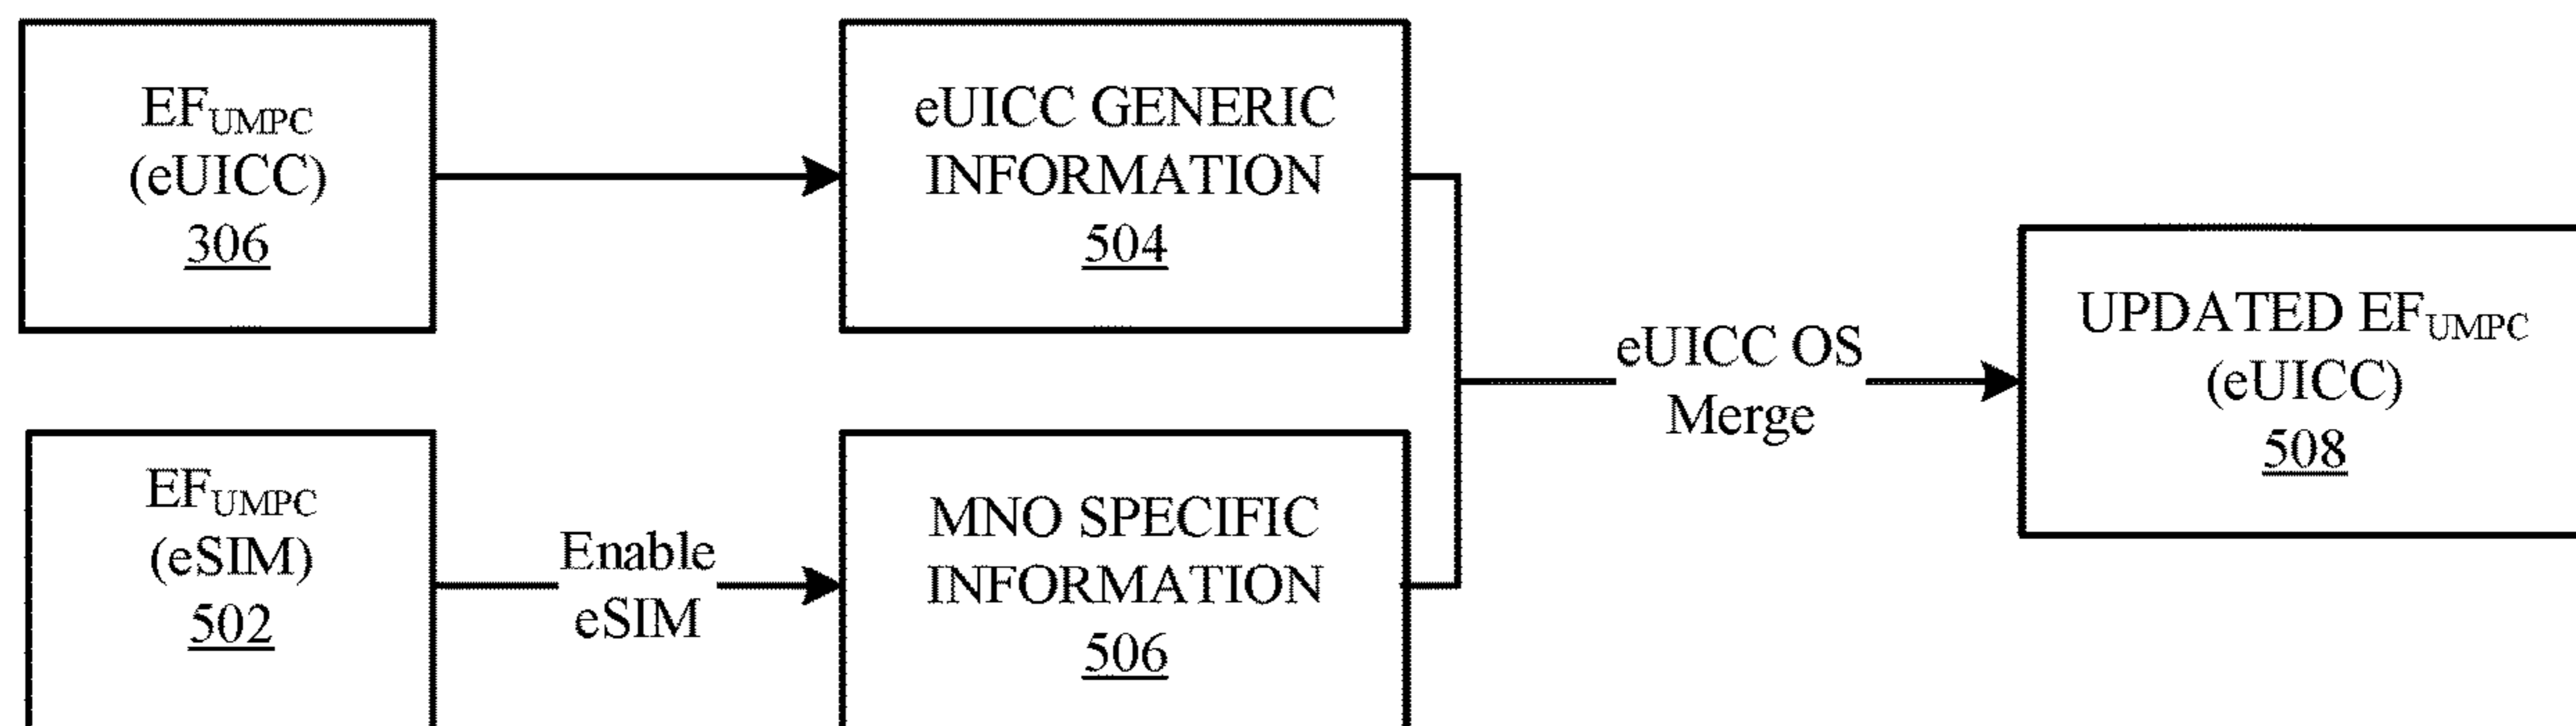 EFUMPC
(eUICC)
306
eUICC GENERIC
INFORMATION
504
EFUMPC
(eSIM)
502
Enable
eSIM
MNO SPECIFIC
INFORMATION
506
eUICC OS
Merge
UPDATED EFUMPC
(eUICC)
508